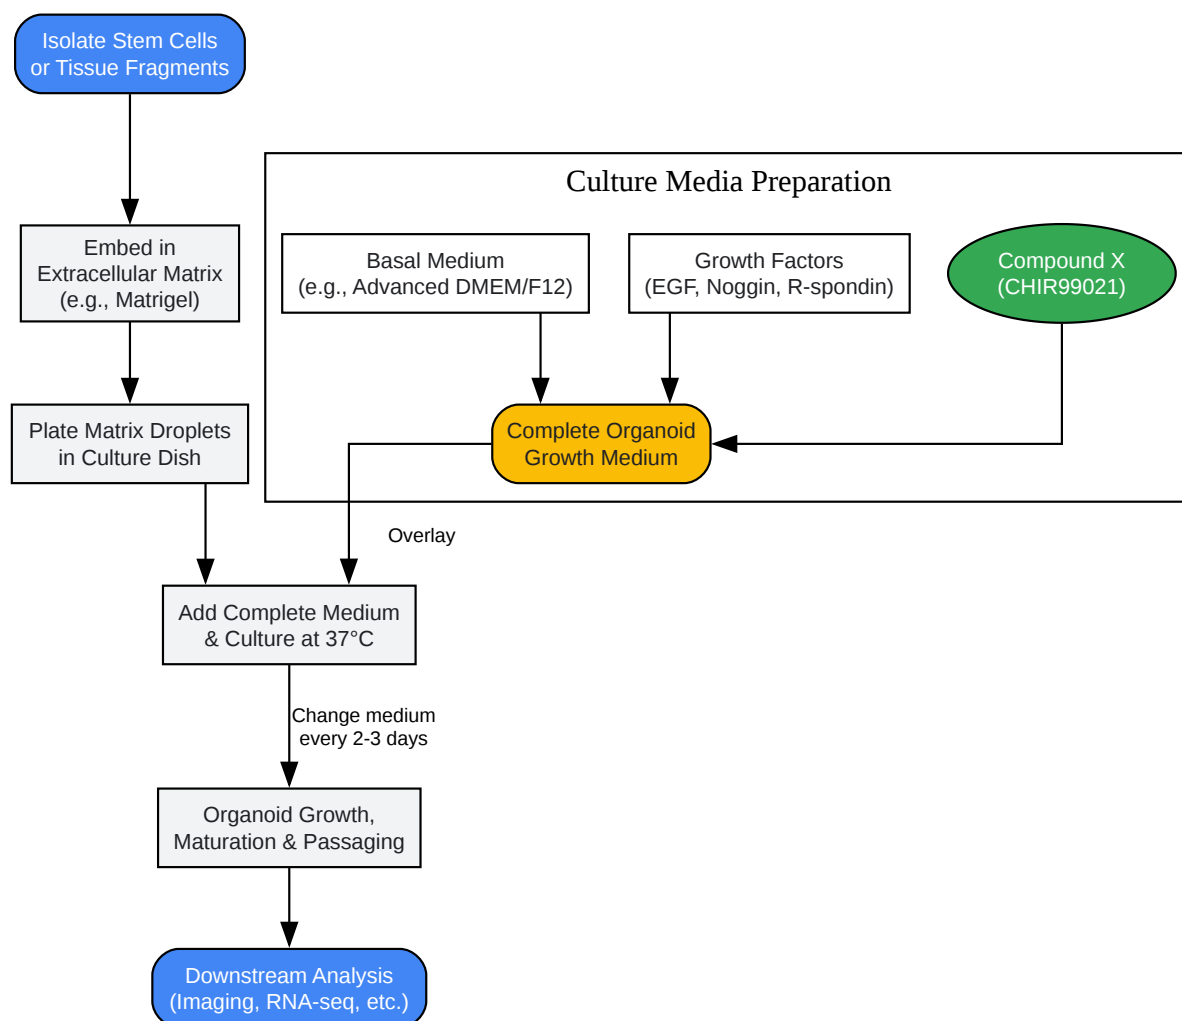 Isolate Stem Cells
or Tissue Fragments
Culture Media Preparation
Embed in
Extracellular Matrix
(e.g., Matrigel)
Basal Medium
(e.g., Advanced DMEM/F12)
Growth Factors
(EGF, Noggin, R-spondin)
Compound X
(CHIR99021)
Plate Matrix Droplets
in Culture Dish
Complete Organoid
Growth Medium
Overlay
Add Complete Medium
& Culture at 37°C
Change medium
every 2-3 days
Organoid Growth,
Maturation & Passaging
Downstream Analysis
(Imaging, RNA-seq, etc.)